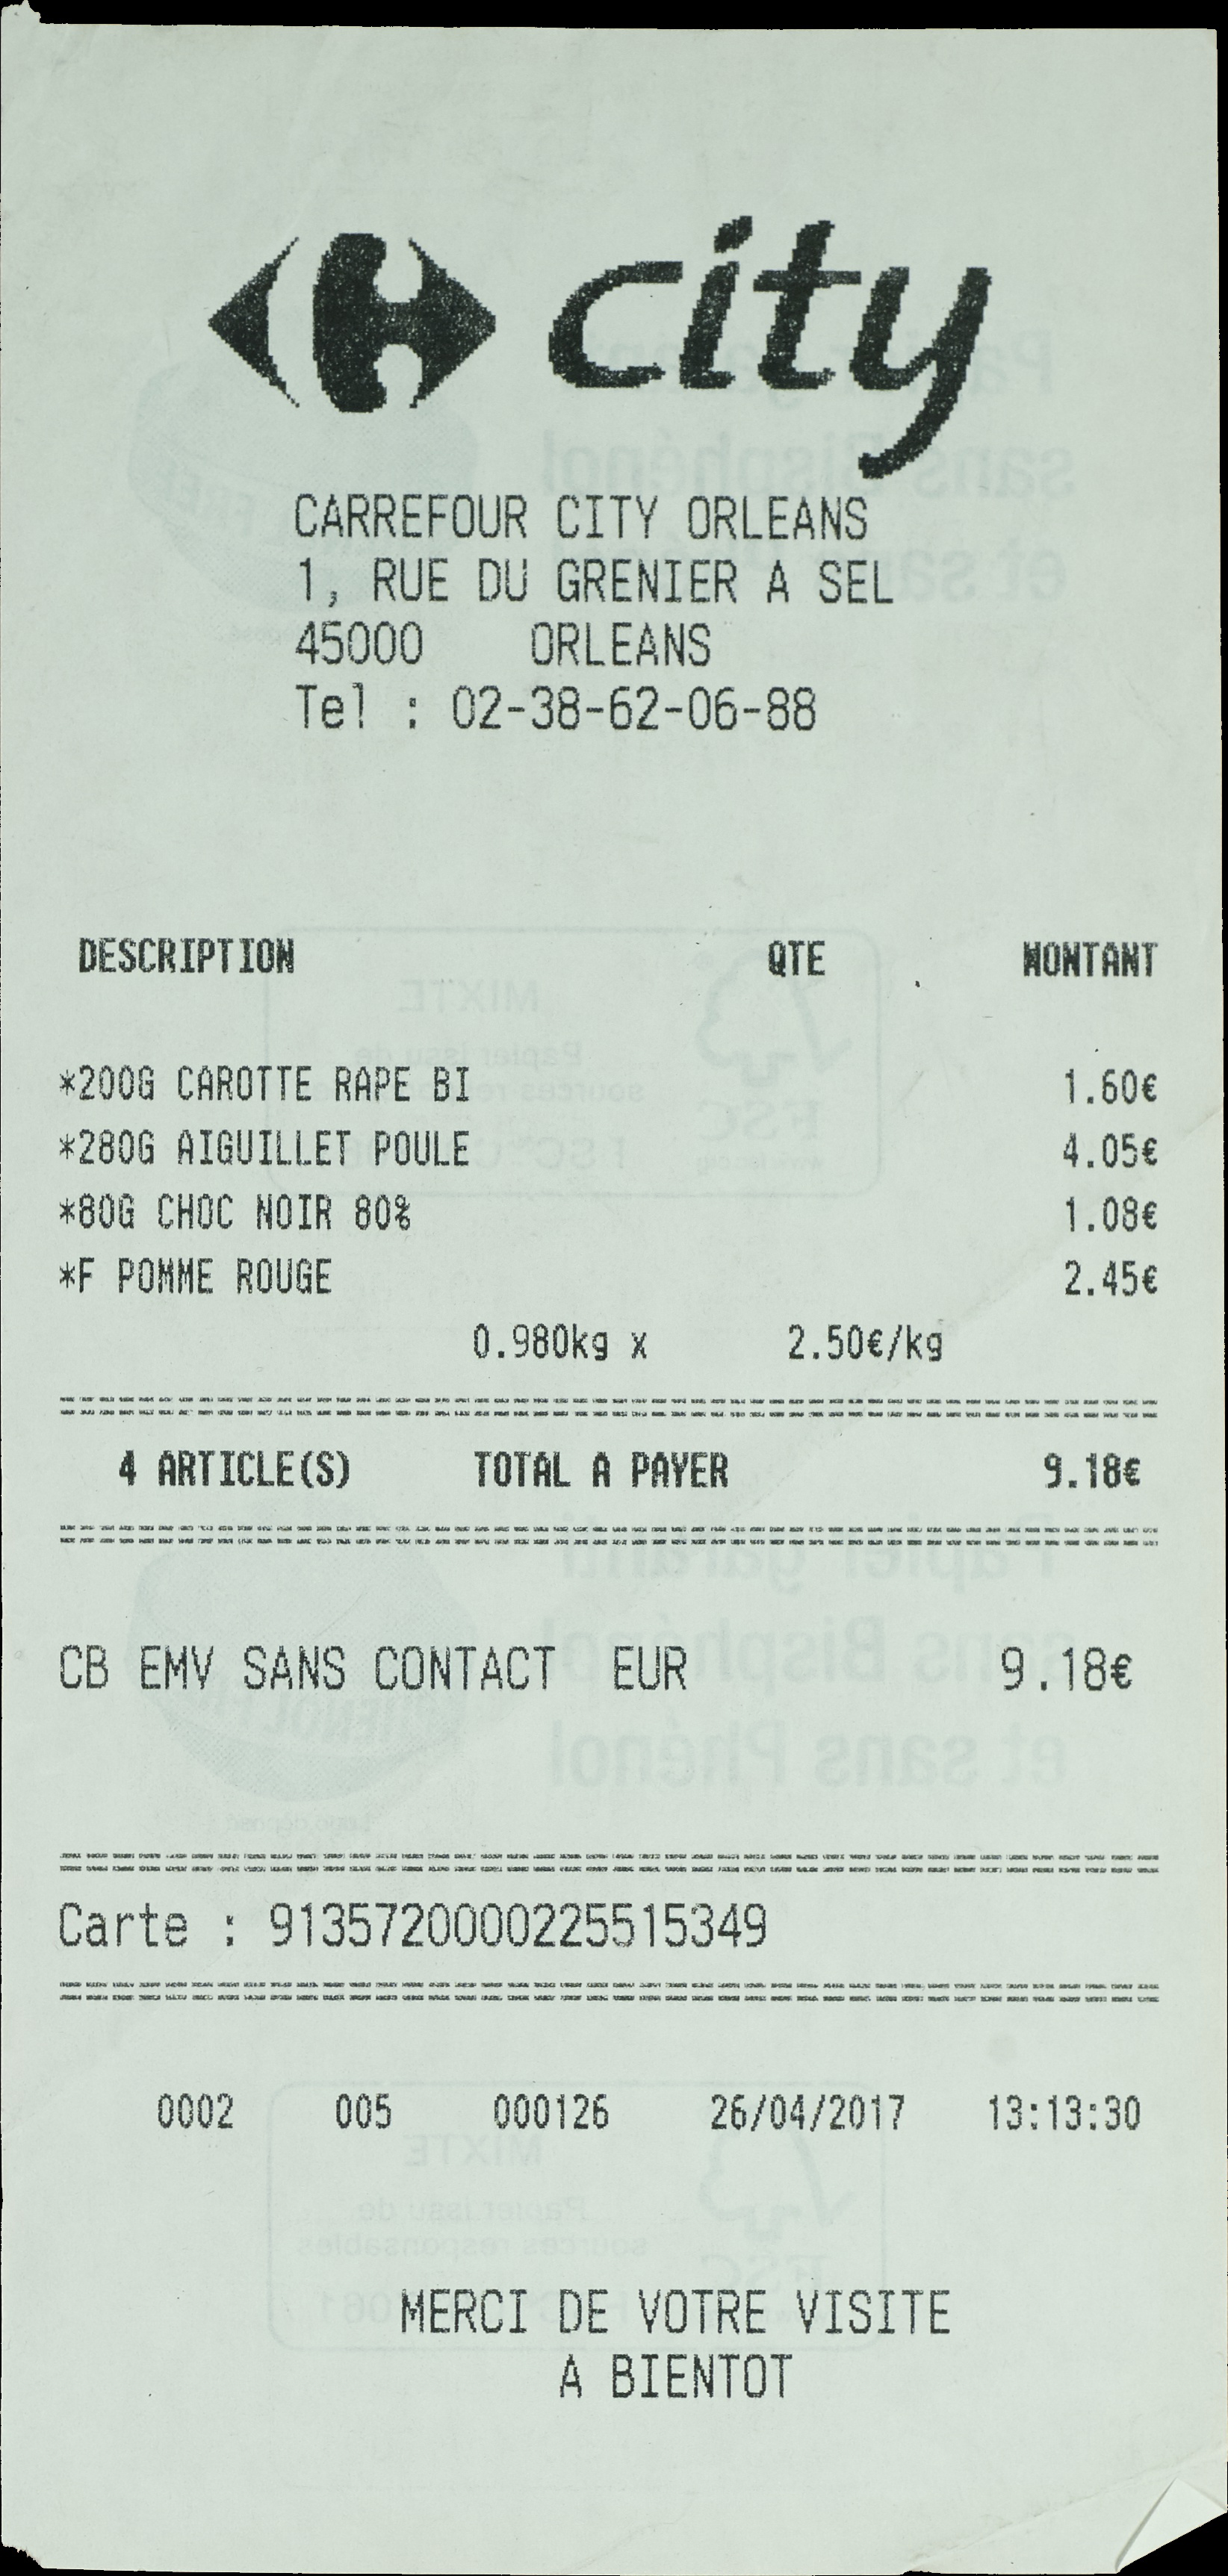 city
CARREFOUR CITY ORLEANS
1, RUE DU GRENIER A SEL
45000 ORLEANS
Tel : 02-38-62-06-88
DESCRIPTION QTE MONTANT
*200G CAROTTE RAPE BI 1.60€
*280G AIGUILLET POULE 4.05€
*80G CHOC NOIR 80% 1.08€
*F POMME ROUGE 2.45€
0.980kg x 2.50€/kg
4 ARTICLE(S) TOTAL A PAYER 9.18€
CB EMV SANS CONTACT EUR 9.18€
Carte : 9135720000225515349
0002 005 000126 26/04/2017 13:13:30
MERCI DE VOTRE VISITE
A BIENTOT